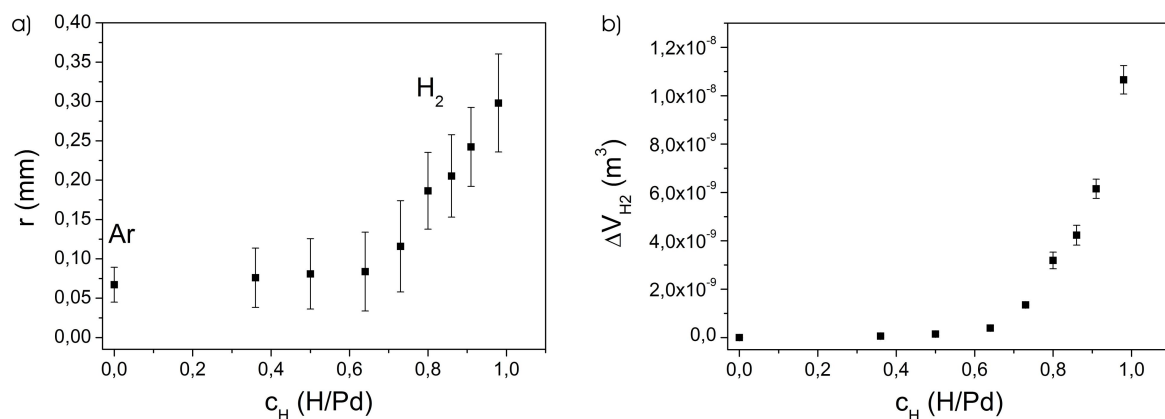 a)
0,40
0,35
0,30
0,25
0,20
0,15
0,10
0,05
0,00
r (mm)
Ar
H2
0,0 0,2 0,4 0,6 0,8 1,0
cH (H/Pd)
b)
1,2x10-8
1,0x10-8
8,0x10-9
6,0x10-9
4,0x10-9
2,0x10-9
0,0
ΔVH2 (m3)
0,0 0,2 0,4 0,6 0,8 1,0
cH (H/Pd)